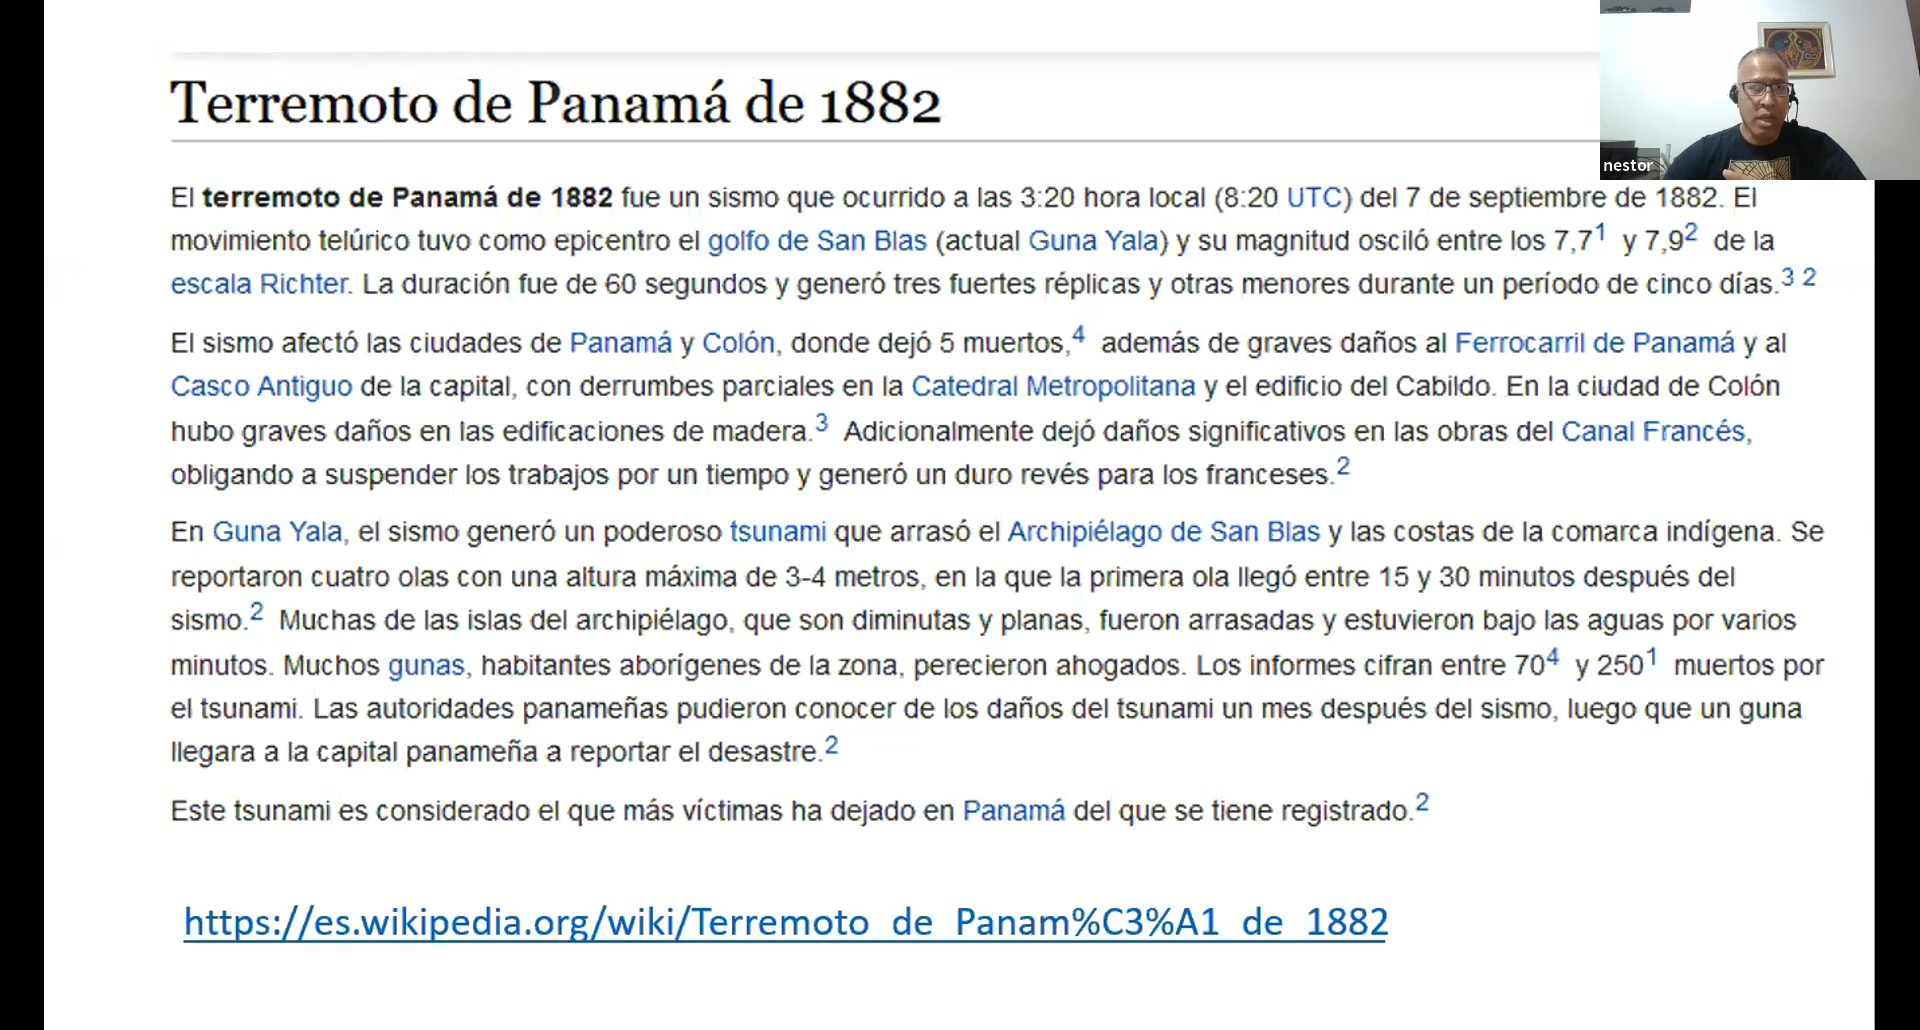 Terremoto de Panamá de 1882
nestor
El terremoto de Panamá de 1882 fue un sismo que ocurrido a las 3:20 hora local (8:20 UTC) del 7 de septiembre de 1882. El
movimiento telúrico tuvo como epicentro el golfo de San Blas (actual Guna Yala) y su magnitud osciló entre los 7,7¹ y 7,9² de la
escala Richter. La duración fue de 60 segundos y generó tres fuertes réplicas y otras menores durante un período de cinco días.³ ²
El sismo afectó las ciudades de Panamá y Colón, donde dejó 5 muertos,⁴ además de graves daños al Ferrocarril de Panamá y al
Casco Antiguo de la capital, con derrumbes parciales en la Catedral Metropolitana y el edificio del Cabildo. En la ciudad de Colón
hubo graves daños en las edificaciones de madera.³ Adicionalmente dejó daños significativos en las obras del Canal Francés,
obligando a suspender los trabajos por un tiempo y generó un duro revés para los franceses.²
En Guna Yala, el sismo generó un poderoso tsunami que arrasó el Archipiélago de San Blas y las costas de la comarca indígena. Se
reportaron cuatro olas con una altura máxima de 3-4 metros, en la que la primera ola llegó entre 15 y 30 minutos después del
sismo.² Muchas de las islas del archipiélago, que son diminutas y planas, fueron arrasadas y estuvieron bajo las aguas por varios
minutos. Muchos gunas, habitantes aborígenes de la zona, perecieron ahogados. Los informes cifran entre 70⁴ y 250¹ muertos por
el tsunami. Las autoridades panameñas pudieron conocer de los daños del tsunami un mes después del sismo, luego que un guna
llegara a la capital panameña a reportar el desastre.²
Este tsunami es considerado el que más víctimas ha dejado en Panamá del que se tiene registrado.²
https://es.wikipedia.org/wiki/Terremoto_de_Panam%C3%A1_de_1882